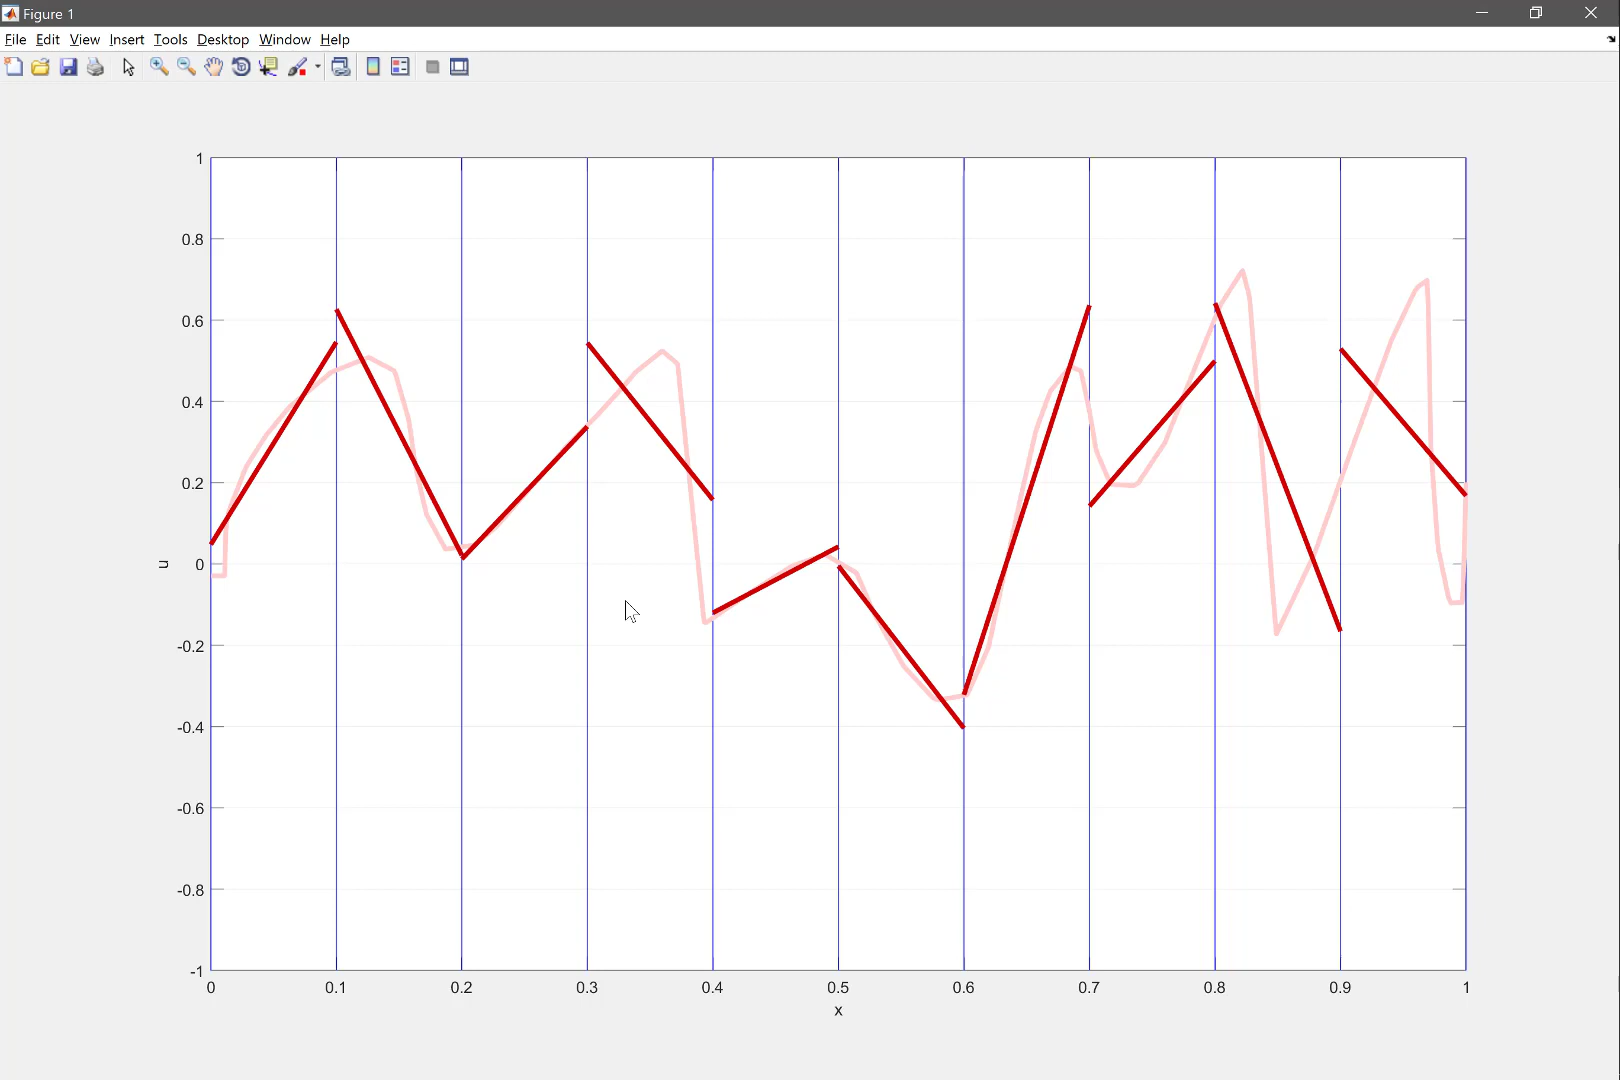 Figure 1
File Edit View Insert Tools Desktop Window Help
1
0.8
0.6
0.4
0.2
0
-0.2
-0.4
-0.6
-0.8
-1
u
0 0.1 0.2 0.3 0.4 0.5 0.6 0.7 0.8 0.9 1
x